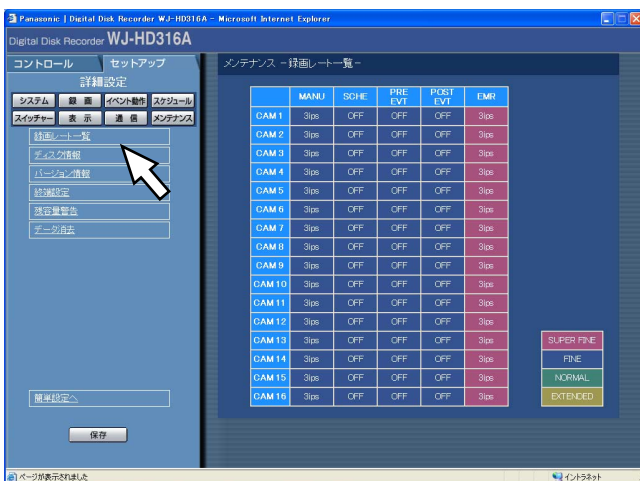 Panasonic | Digital Disk Recorder WJ-HD316A - Microsoft Internet Explorer
Digital Disk Recorder WJ-HD316A
コントロール セットアップ
詳細設定
システム 録 画 イベント動作 スケジュール
スイッチャー 表 示 通 信 メンテナンス
録画レート一覧
ディスク情報
バージョン情報
終端設定
残容量警告
データ消去
簡単設定へ
保存
メンテナンス －録画レート一覧－
MANU SCHE PRE EVT POST EVT EMR
CAM 1 3ips OFF OFF OFF 3ips
CAM 2 3ips OFF OFF OFF 3ips
CAM 3 3ips OFF OFF OFF 3ips
CAM 4 3ips OFF OFF OFF 3ips
CAM 5 3ips OFF OFF OFF 3ips
CAM 6 3ips OFF OFF OFF 3ips
CAM 7 3ips OFF OFF OFF 3ips
CAM 8 3ips OFF OFF OFF 3ips
CAM 9 3ips OFF OFF OFF 3ips
CAM 10 3ips OFF OFF OFF 3ips
CAM 11 3ips OFF OFF OFF 3ips
CAM 12 3ips OFF OFF OFF 3ips
CAM 13 3ips OFF OFF OFF 3ips
CAM 14 3ips OFF OFF OFF 3ips
CAM 15 3ips OFF OFF OFF 3ips
CAM 16 3ips OFF OFF OFF 3ips
SUPER FINE
FINE
NORMAL
EXTENDED
ページが表示されました
イントラネット